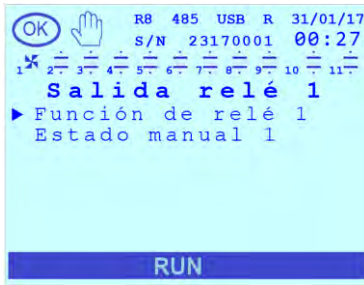 OK R8 485 USB R 31/01/17
S/N 23170001 00:27
1 2 3 4 5 6 7 8 9 10 11
Salida relé 1
Función de relé 1
Estado manual 1
RUN